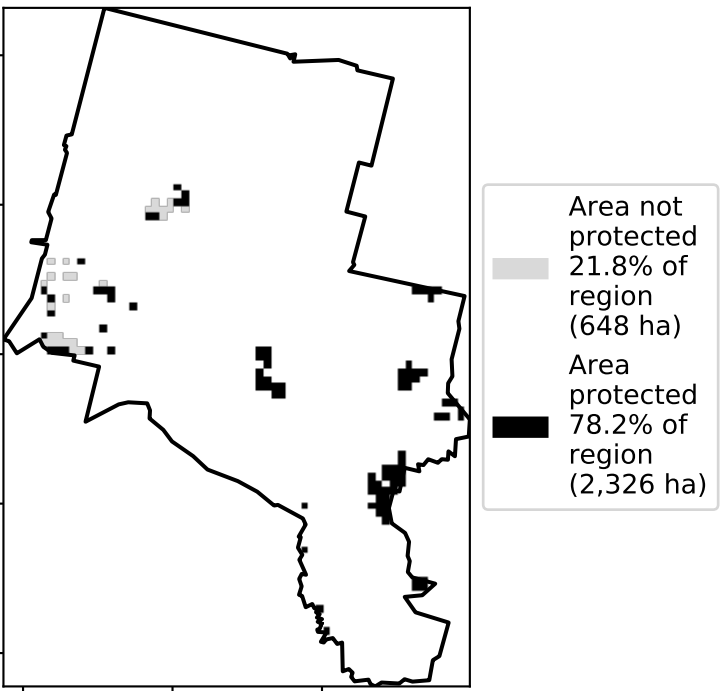 Area not
protected
21.8% of
region
(648 ha)
Area
protected
78.2% of
region
(2,326 ha)